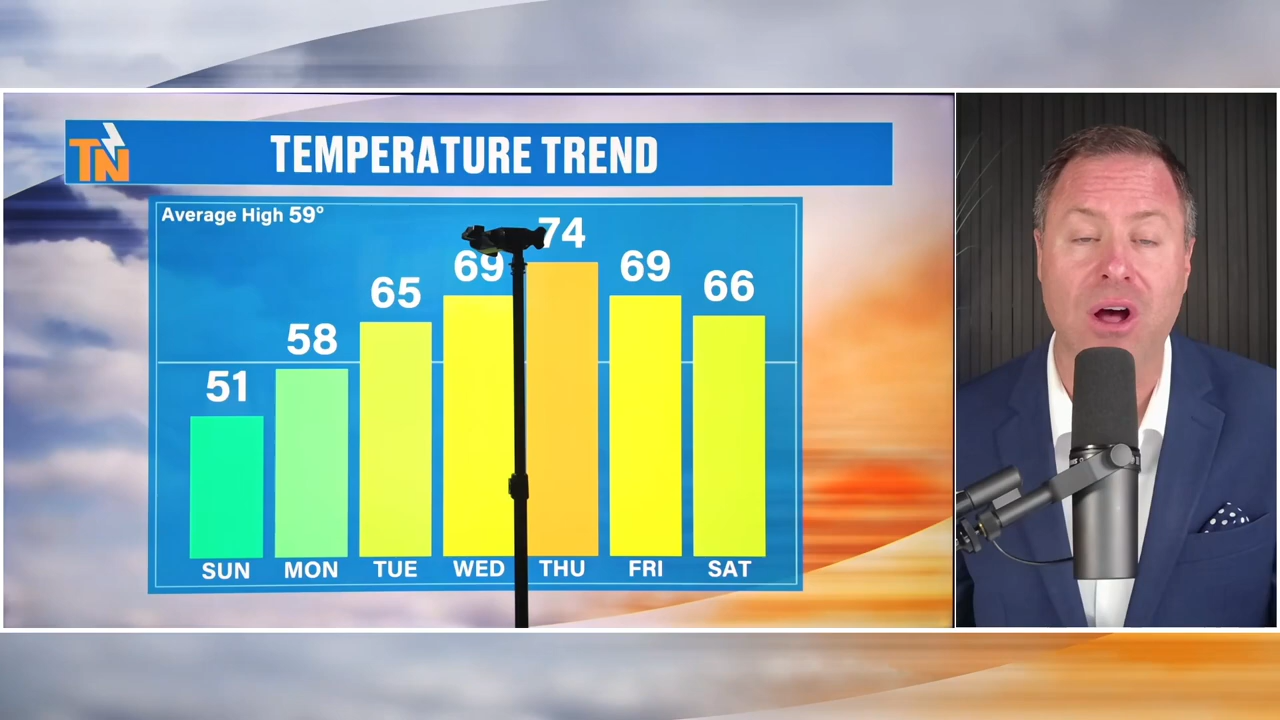 TN
TEMPERATURE TREND
Average High 59°
51
58
65
69
74
69
66
SUN MON TUE WED THU FRI SAT